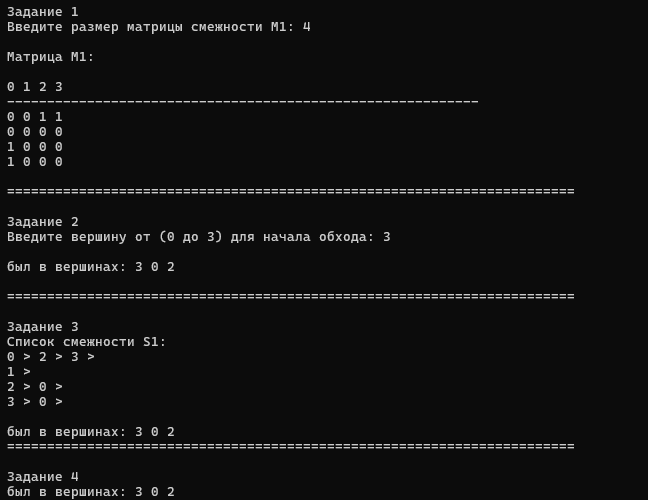 Задание 1
Введите размер матрицы смежности M1: 4
Матрица M1:
0 1 2 3
-----------------------------------------------------------
0 0 1 1
0 0 0 0
1 0 0 0
1 0 0 0
=======================================================================
Задание 2
Введите вершину от (0 до 3) для начала обхода: 3
был в вершинах: 3 0 2
=======================================================================
Задание 3
Список смежности S1:
0 > 2 > 3 >
1 >
2 > 0 >
3 > 0 >
был в вершинах: 3 0 2
=======================================================================
Задание 4
был в вершинах: 3 0 2